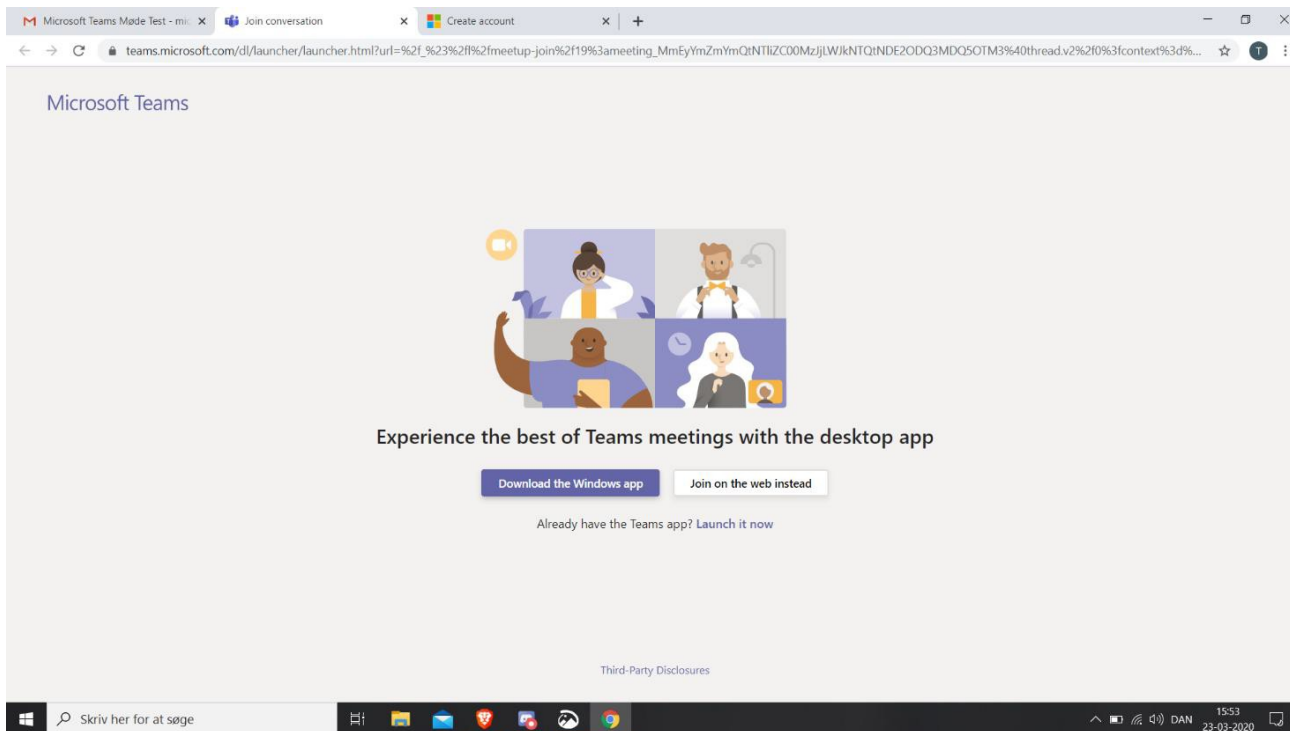 Microsoft Teams Møde Test - mic
Join conversation
Create account
teams.microsoft.com/dl/launcher/launcher.html?url=%2f_%23%2fl%2fmeetup-join%2f19%3ameeting_MmEyYmZmYmQtNTliZC00MzJjLWJkNTQtNDE2ODQ3MDQ5OTM3%40thread.v2%2f0%3fcontext%3d%...
T
Microsoft Teams
Experience the best of Teams meetings with the desktop app
Download the Windows app
Join on the web instead
Already have the Teams app? Launch it now
Third-Party Disclosures
Skriv her for at søge
DAN
15:53
23-03-2020